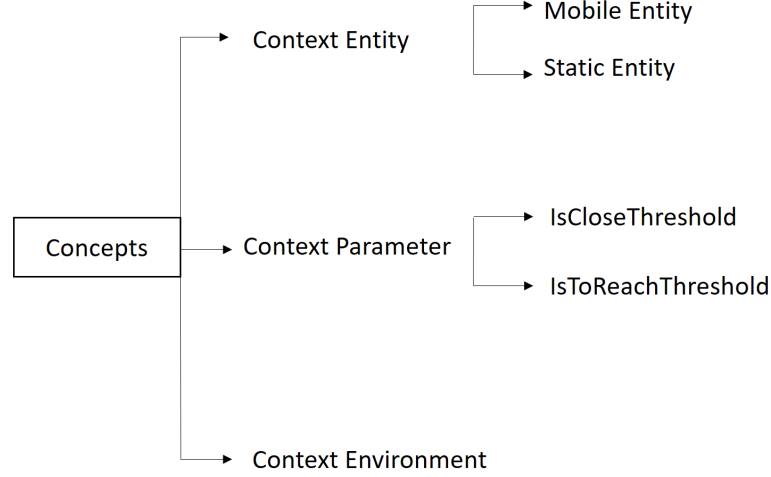 Mobile Entity
Context Entity
Static Entity
IsCloseThreshold
Concepts
Context Parameter
IsToReachThreshold
Context Environment